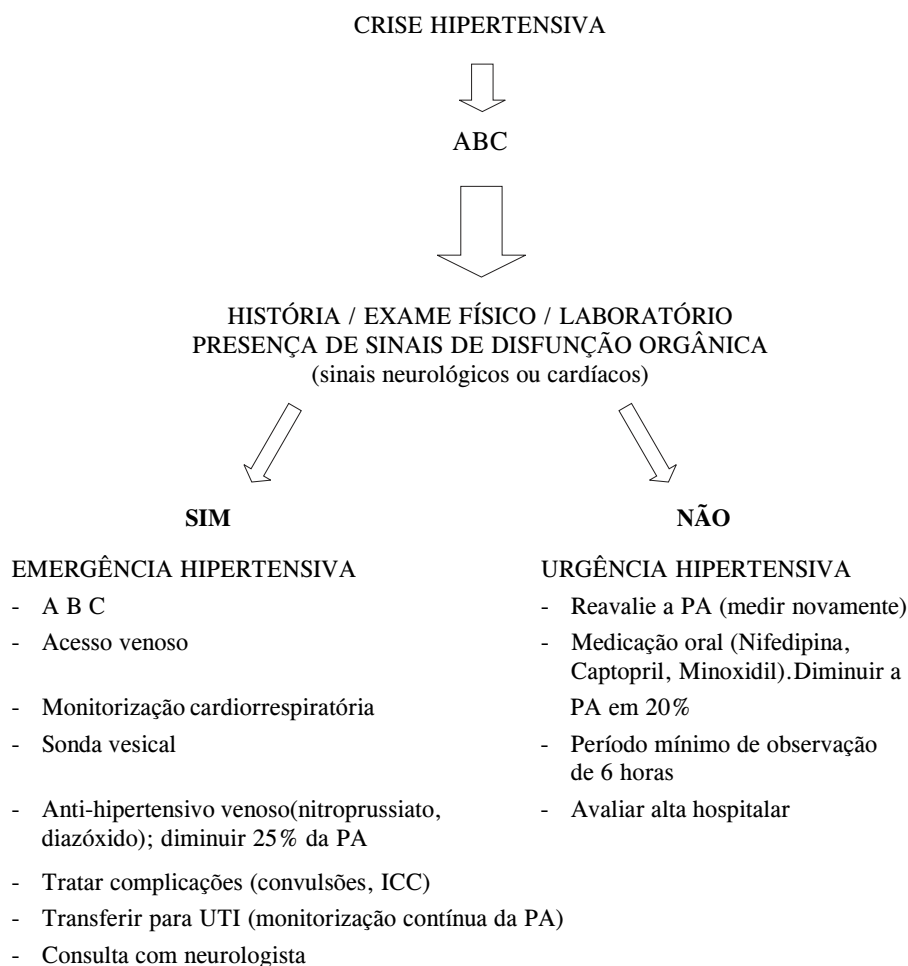 CRISE HIPERTENSIVA
ABC
HISTÓRIA / EXAME FÍSICO / LABORATÓRIO
PRESENÇA DE SINAIS DE DISFUNÇÃO ORGÂNICA
(sinais neurológicos ou cardíacos)
SIM
EMERGÊNCIA HIPERTENSIVA
- A B C
- Acesso venoso
- Monitorização cardiorrespiratória
- Sonda vesical
- Anti-hipertensivo venoso(nitroprussiato,
diazóxido); diminuir 25% da PA
- Tratar complicações (convulsões, ICC)
- Transferir para UTI (monitorização contínua da PA)
- Consulta com neurologista
NÃO
URGÊNCIA HIPERTENSIVA
- Reavalie a PA (medir novamente)
- Medicação oral (Nifedipina,
Captopril, Minoxidil).Diminuir a
PA em 20%
- Período mínimo de observação
de 6 horas
- Avaliar alta hospitalar